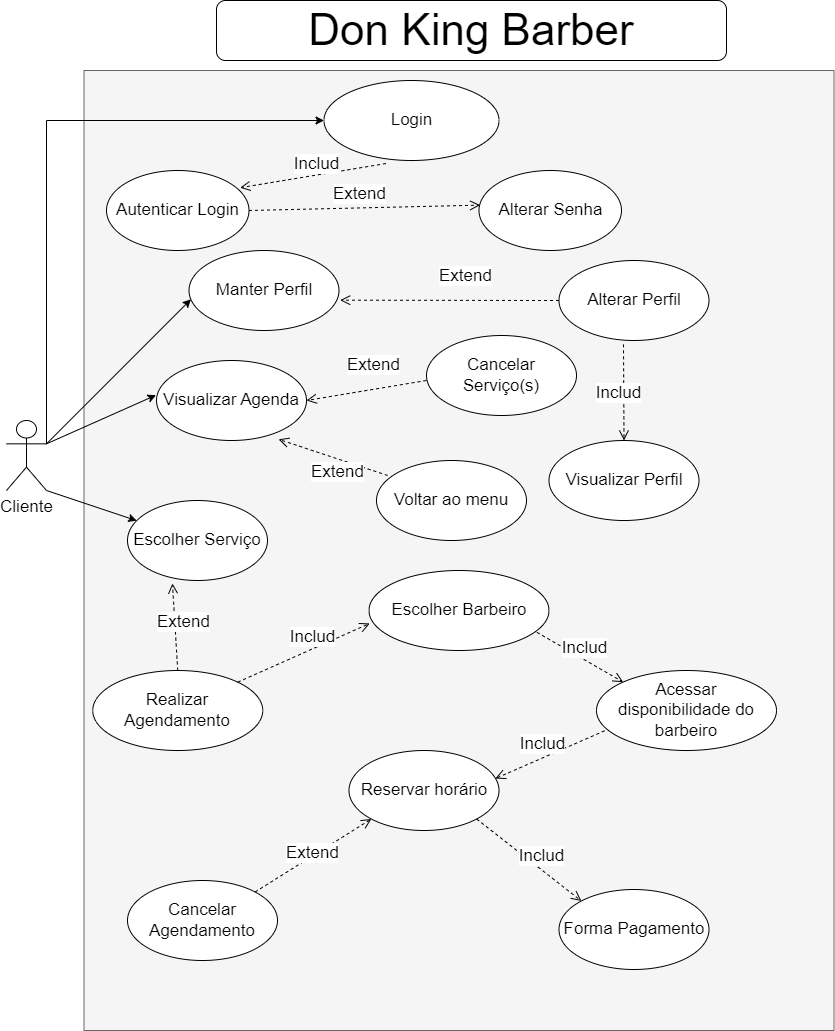 Don King Barber
Login
Includ
Autenticar Login
Extend
Alterar Senha
Manter Perfil
Extend
Alterar Perfil
Visualizar Agenda
Extend
Cancelar
Serviço(s)
Includ
Extend
Voltar ao menu
Visualizar Perfil
Cliente
Escolher Serviço
Extend
Includ
Escolher Barbeiro
Includ
Realizar
Agendamento
Acessar
disponibilidade do
barbeiro
Includ
Reservar horário
Extend
Includ
Cancelar
Agendamento
Forma Pagamento